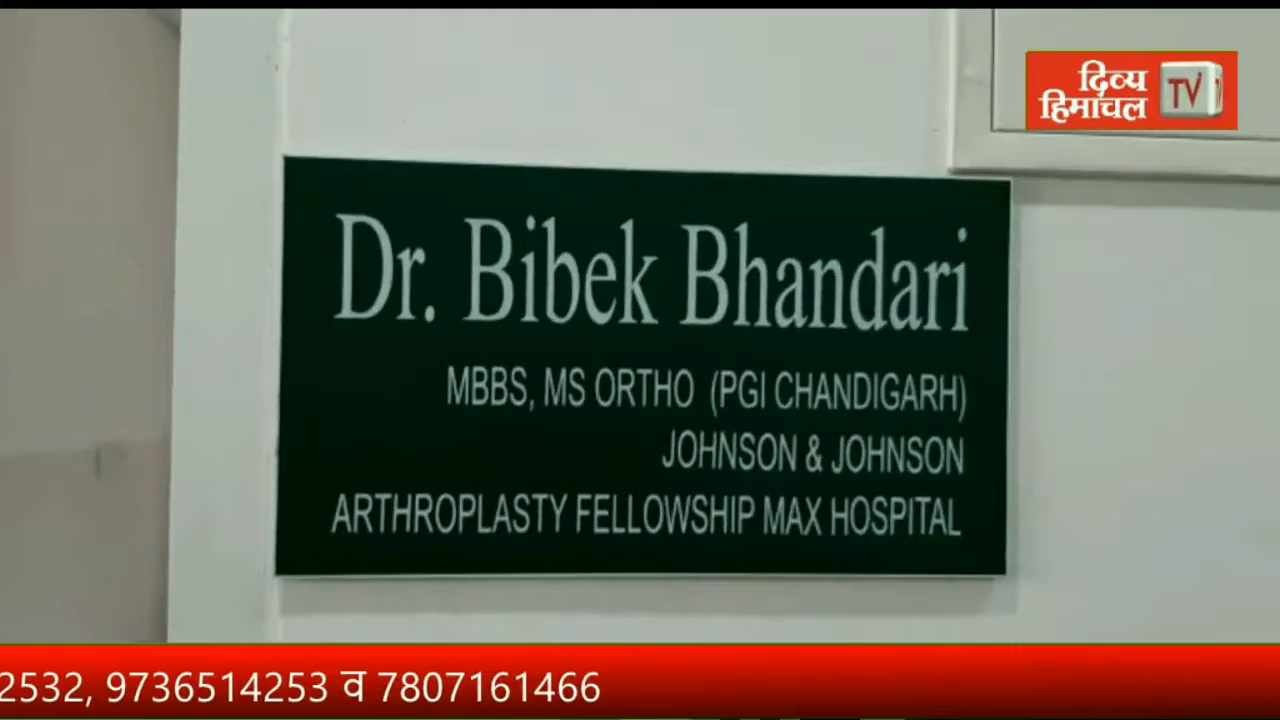 दिव्य
हिमाचल
TV
Dr. Bibek Bhandari
MBBS, MS ORTHO (PGI CHANDIGARH)
JOHNSON & JOHNSON
ARTHROPLASTY FELLOWSHIP MAX HOSPITAL
2532, 9736514253 व 7807161466